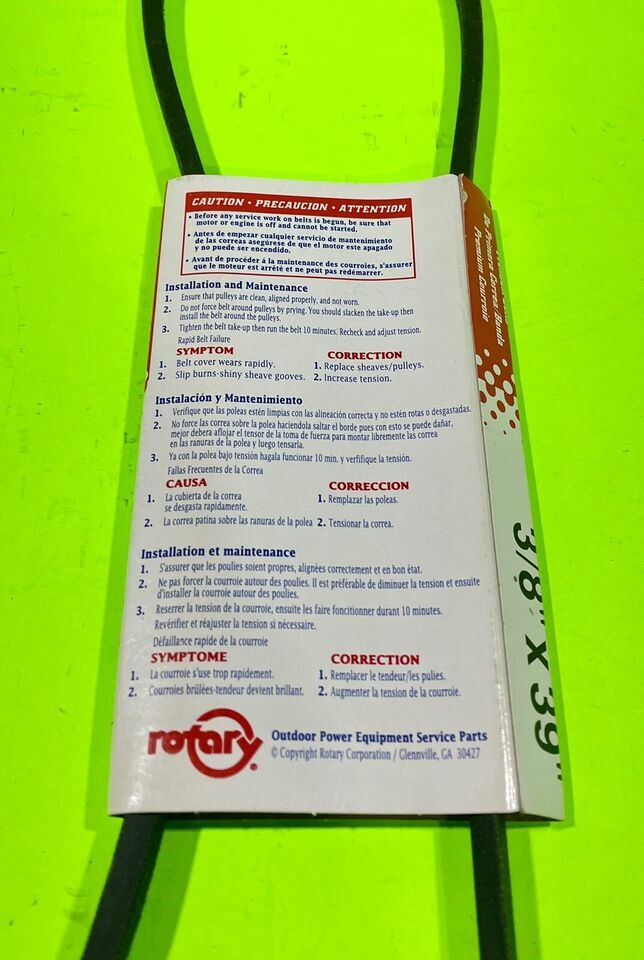 CAUTION • PRECAUCION • ATTENTION
• Before any service work on belts is begun, be sure that
motor or engine is off and cannot be started.
• Antes de empezar cualquier servicio de mantenimiento
de las correas asegúrese de que el motor este apagado
y no puede ser encendido.
• Avant de procéder à la maintenance des courroies, s'assurer
que le moteur est arrêté et ne peut pas redémarrer.
Installation and Maintenance
1. Ensure that pulleys are clean, aligned properly, and not worn.
2. Do not force belt around pulleys by prying. You should slacken the take-up then
install the belt around the pulleys.
3. Tighten the belt take-up then run the belt 10 minutes. Recheck and adjust tension.
Rapid Belt Failure
SYMPTOM CORRECTION
1. Belt cover wears rapidly. 1. Replace sheaves/pulleys.
2. Slip burns-shiny sheave gooves. 2. Increase tension.
Instalación y Mantenimiento
1. Verifique que las poleas estén limpias con las alineación correcta y no estén rotas o desgastadas.
2. No force las correa sobre la polea haciendola saltar el borde pues con esto se puede dañar,
mejor debera aflojar el tensor de la toma de fuerza para montar libremente las correa
en las ranuras de la polea y luego tensarla.
3. Ya con la polea bajo tensión hagala funcionar 10 min. y verfifique la tensión.
Fallas Frecuentes de la Correa
CAUSA CORRECCION
1. La cubierta de la correa 1. Remplazar las poleas.
se desgasta rapidamente.
2. La correa patina sobre las ranuras de la polea 2. Tensionar la correa.
Installation et maintenance
1. S'assurer que les poulies soient propres, alignées correctement et en bon état.
2. Ne pas forcer la courroie autour des poulies. Il est préférable de diminuer la tension et ensuite
d'installer la courroie autour des poulies.
3. Reserrer la tension de la courroie, ensuite les faire foncitionner durant 10 minutes.
Revérifier et réajuster la tension si nécessaire.
Défaillance rapide de la courroie
SYMPTOME CORRECTION
1. La courroie s'use trop rapidement. 1. Remplacer le tendeur/les pulies.
2. Courroies brûlées-tendeur devient brillant. 2. Augmenter la tension de la courroie.
rotary®
Outdoor Power Equipment Service Parts
© Copyright Rotary Corporation / Glennville, GA 30427
De Primera Correas Banda
Premium Courroie
3/8" X 39"